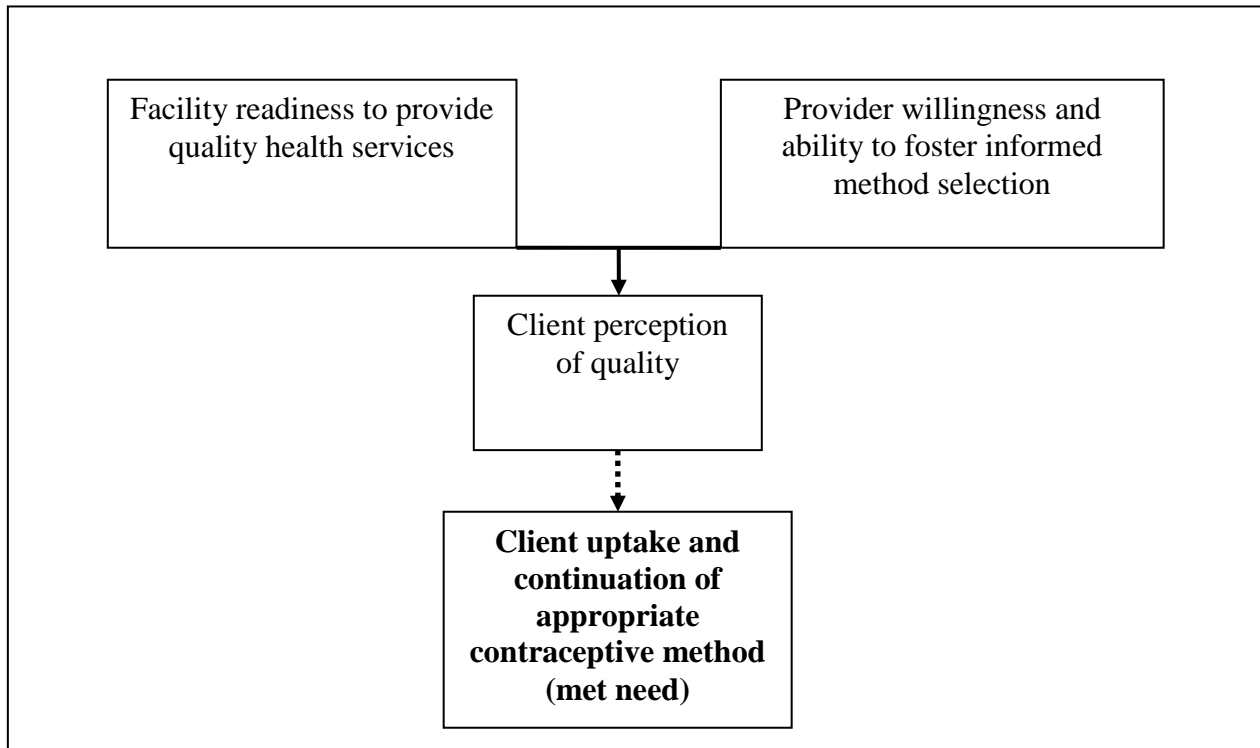 Facility readiness to provide
quality health services
Provider willingness and
ability to foster informed
method selection
Client perception
of quality
Client uptake and
continuation of
appropriate
contraceptive method
(met need)